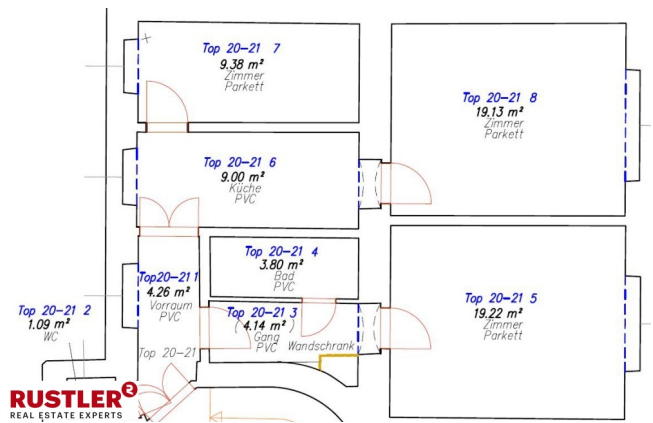 Top 20-21 7
9.38 m²
Zimmer
Parkett
Top 20-21 8
19.13 m²
Zimmer
Parkett
Top 20-21 6
9.00 m²
Küche
PVC
Top 20-21 4
3.80 m²
Bad
PVC
Top20-21 1
4.26 m²
Vorraum
PVC
Top 20-21 2
1.09 m²
WC
Top 20-21 3
( 4.14 m² )
Gang
PVC
Wandschrank
Top 20-21 5
19.22 m²
Zimmer
Parkett
Top 20-21
RUSTLER
REAL ESTATE EXPERTS